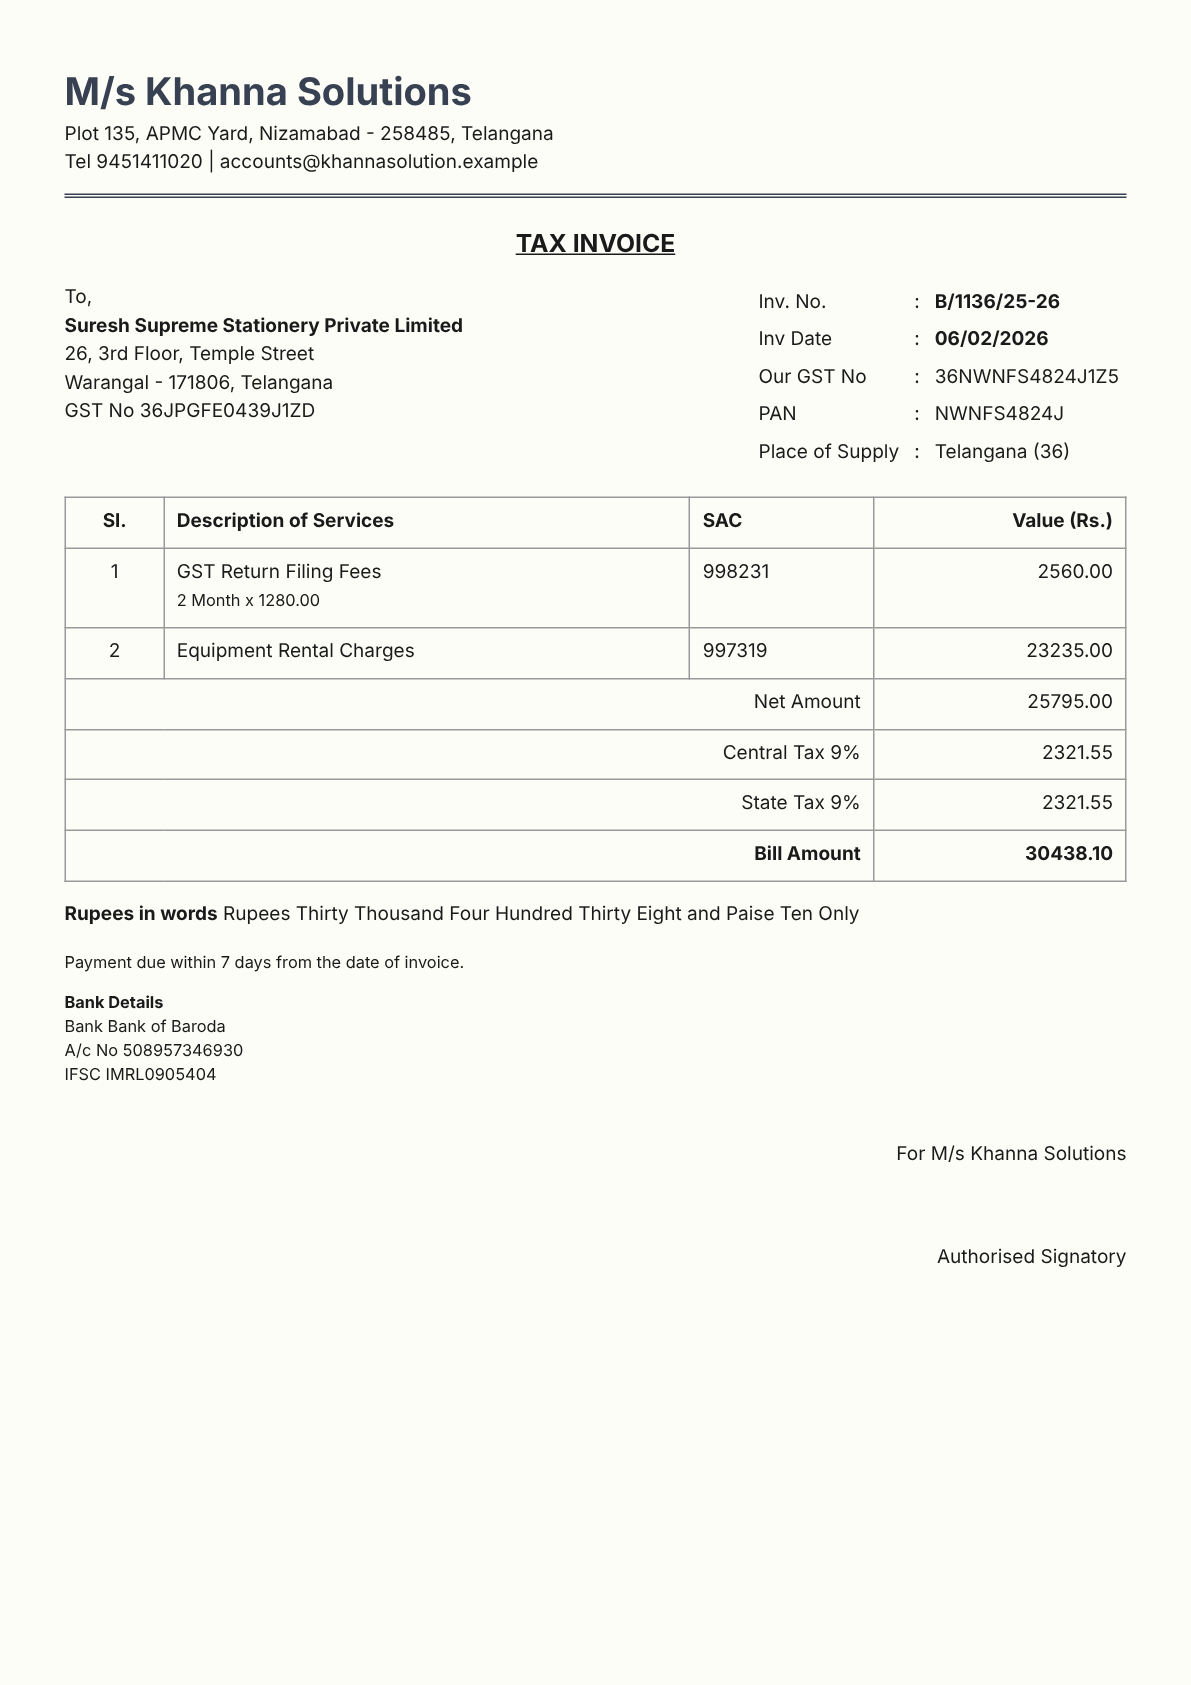 M/s Khanna Solutions
Plot 135, APMC Yard, Nizamabad - 258485, Telangana
Tel 9451411020 | accounts@khannasolution.example
TAX INVOICE
To,
Suresh Supreme Stationery Private Limited
26, 3rd Floor, Temple Street
Warangal - 171806, Telangana
GST No 36JPGFE0439J1ZD
Inv. No. : B/1136/25-26
Inv Date : 06/02/2026
Our GST No : 36NWNFS4824J1Z5
PAN : NWNFS4824J
Place of Supply : Telangana (36)
Sl. Description of Services SAC Value (Rs.)
1 GST Return Filing Fees 998231 2560.00
2 Month x 1280.00
2 Equipment Rental Charges 997319 23235.00
Net Amount 25795.00
Central Tax 9% 2321.55
State Tax 9% 2321.55
Bill Amount 30438.10
Rupees in words Rupees Thirty Thousand Four Hundred Thirty Eight and Paise Ten Only
Payment due within 7 days from the date of invoice.
Bank Details
Bank Bank of Baroda
A/c No 508957346930
IFSC IMRL0905404
For M/s Khanna Solutions
Authorised Signatory